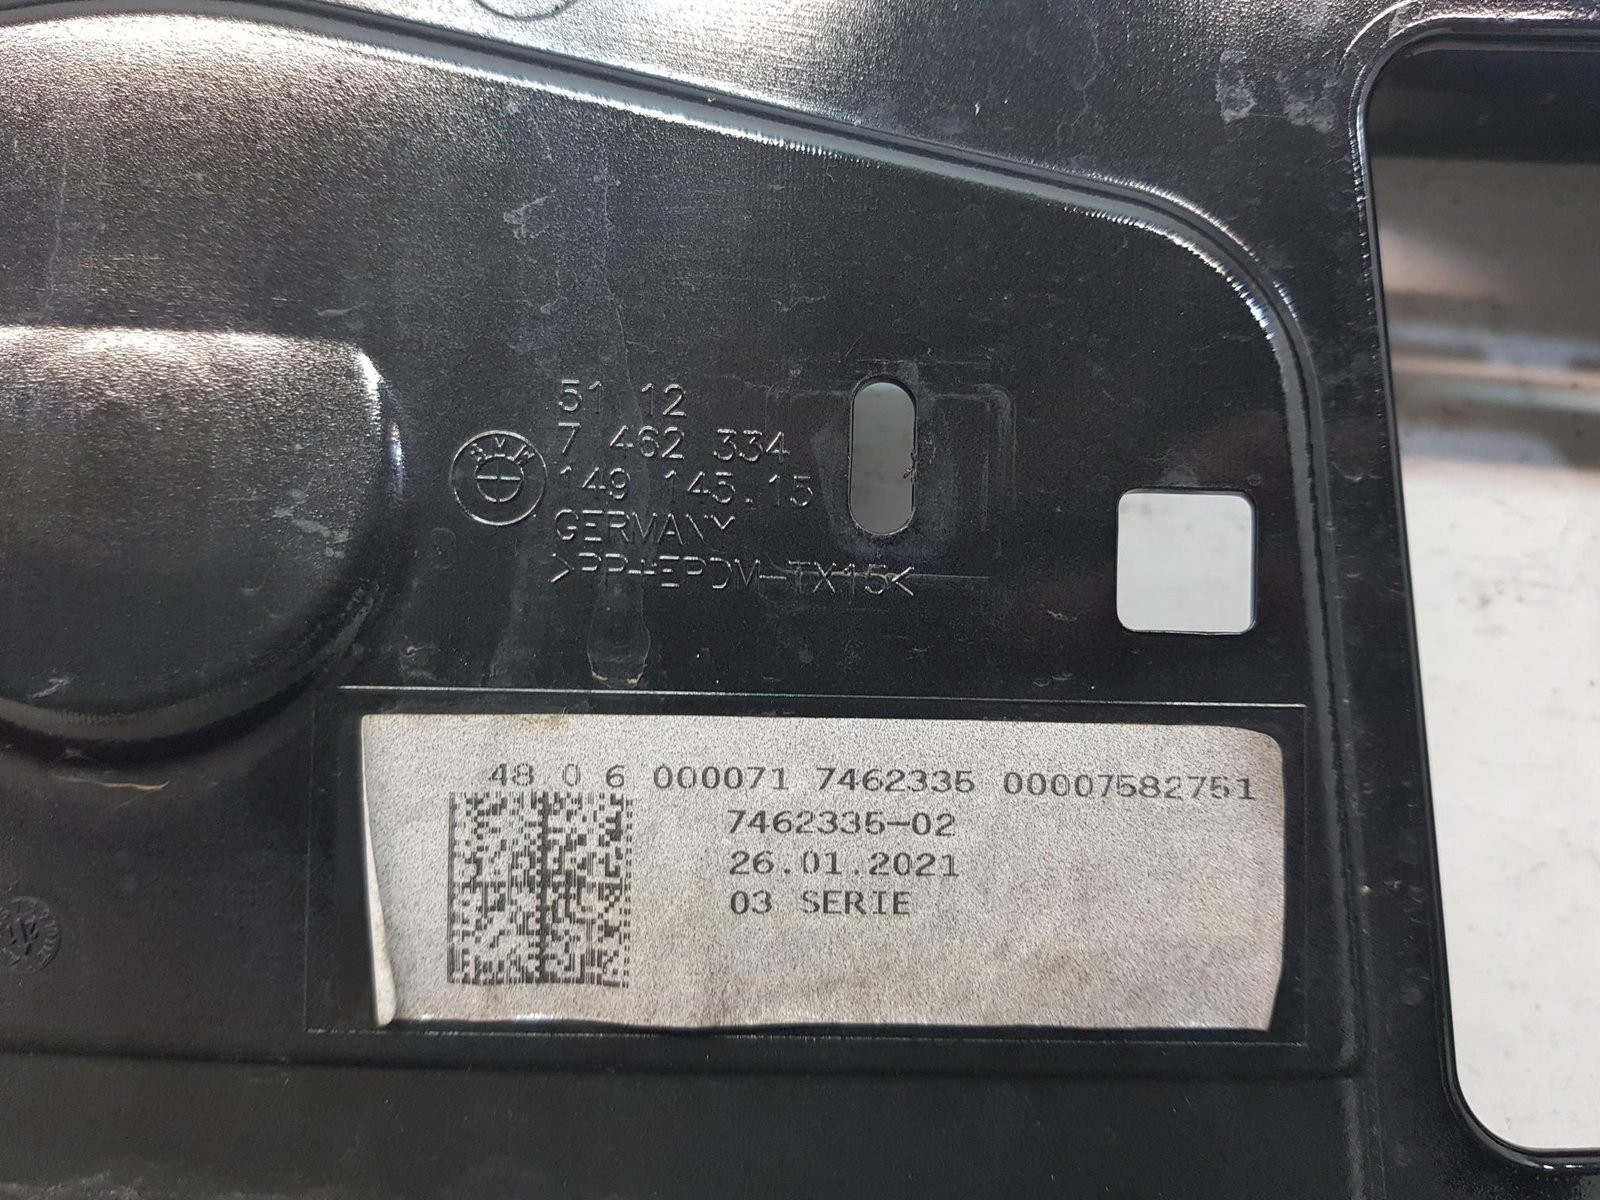 51 12
7 462 334
BMW
149 145.15
GERMANY
>PP+EPDM-TX15<
48 0 6 000071 7462335 00007582751
7462335-02
26.01.2021
03 SERIE